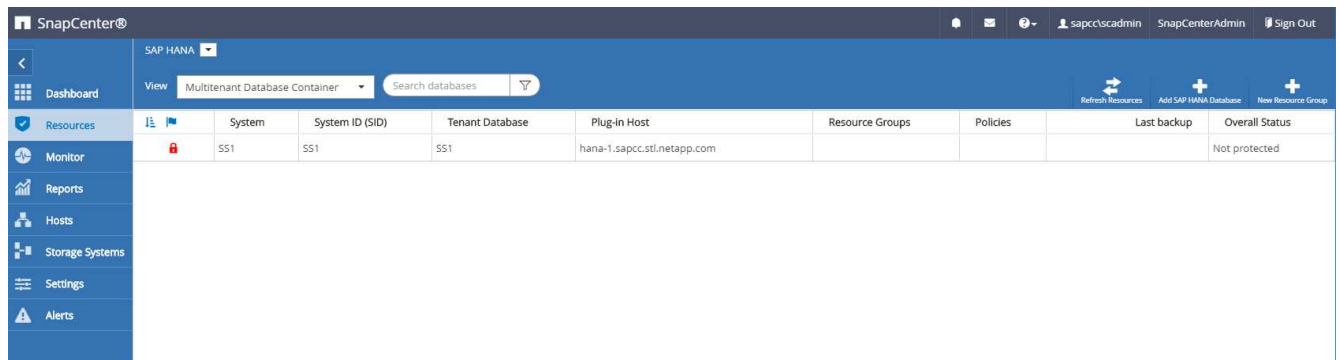 SnapCenter®
sapcc\scadmin SnapCenterAdmin Sign Out
SAP HANA
Dashboard
View Multitenant Database Container Search databases
Refresh Resources Add SAP HANA Database New Resource Group
Resources
System System ID (SID) Tenant Database Plug-in Host Resource Groups Policies Last backup Overall Status
SS1 SS1 SS1 hana-1.sapcc.stl.netapp.com Not protected
Monitor
Reports
Hosts
Storage Systems
Settings
Alerts